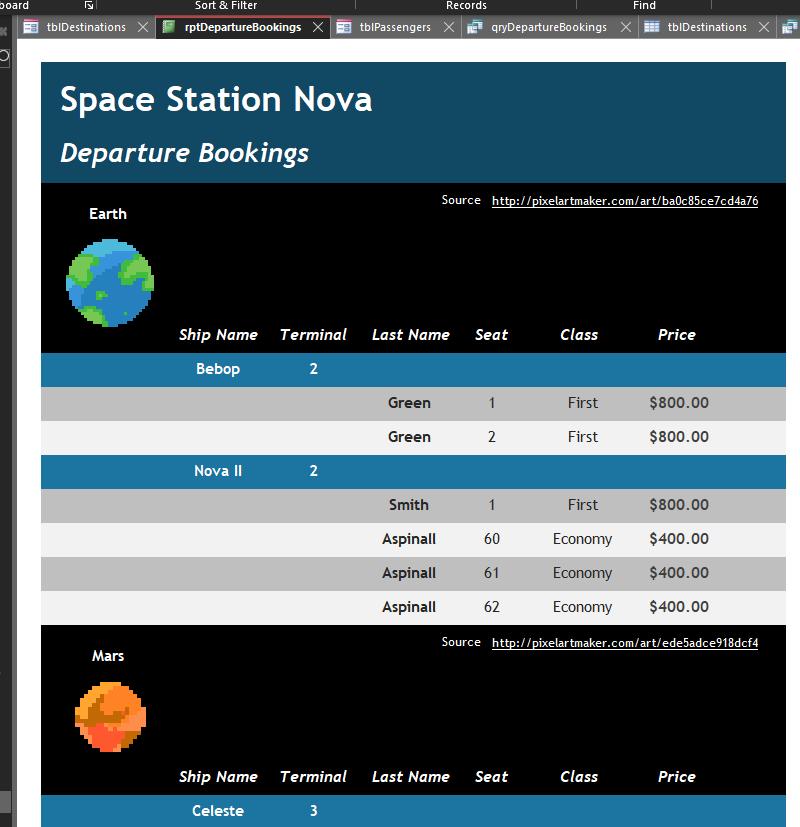 board Sort & Filter Records Find
tblDestinations rptDepartureBookings tblPassengers qryDepartureBookings tblDestinations
Space Station Nova
Departure Bookings
Source http://pixelartmaker.com/art/ba0c85ce7cd4a76
Earth
Ship Name Terminal Last Name Seat Class Price
Bebop 2
Green 1 First $800.00
Green 2 First $800.00
Nova II 2
Smith 1 First $800.00
Aspinall 60 Economy $400.00
Aspinall 61 Economy $400.00
Aspinall 62 Economy $400.00
Source http://pixelartmaker.com/art/ede5adce918dcf4
Mars
Ship Name Terminal Last Name Seat Class Price
Celeste 3